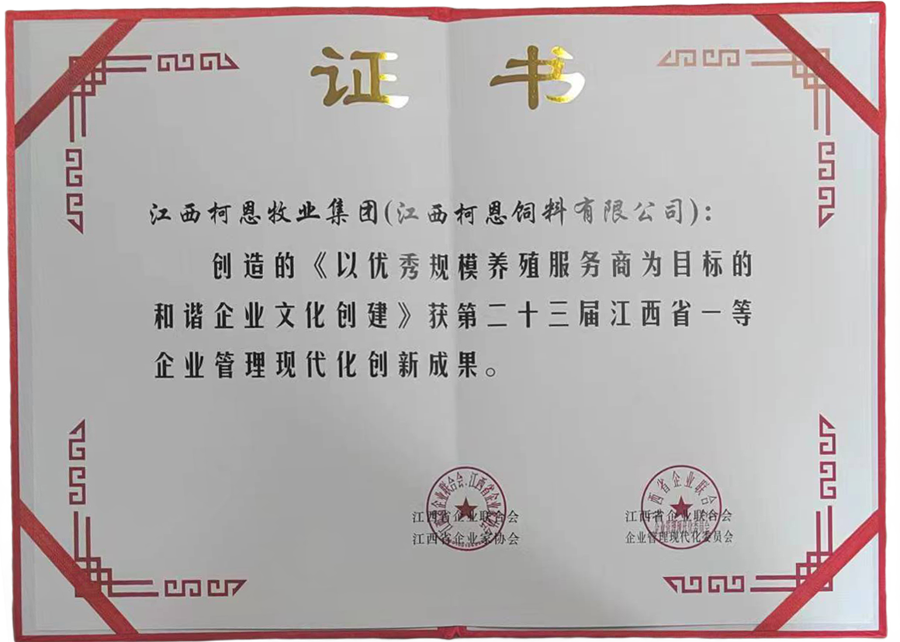 证 书
江西柯恩牧业集团(江西柯恩饲料有限公司):
创造的《以优秀规模养殖服务商为目标的
和谐企业文化创建》获第二十三届江西省一等
企业管理现代化创新成果。
江西省企业联合会
江西省企业家协会
江西省企业联合会
企业管理现代化委员会